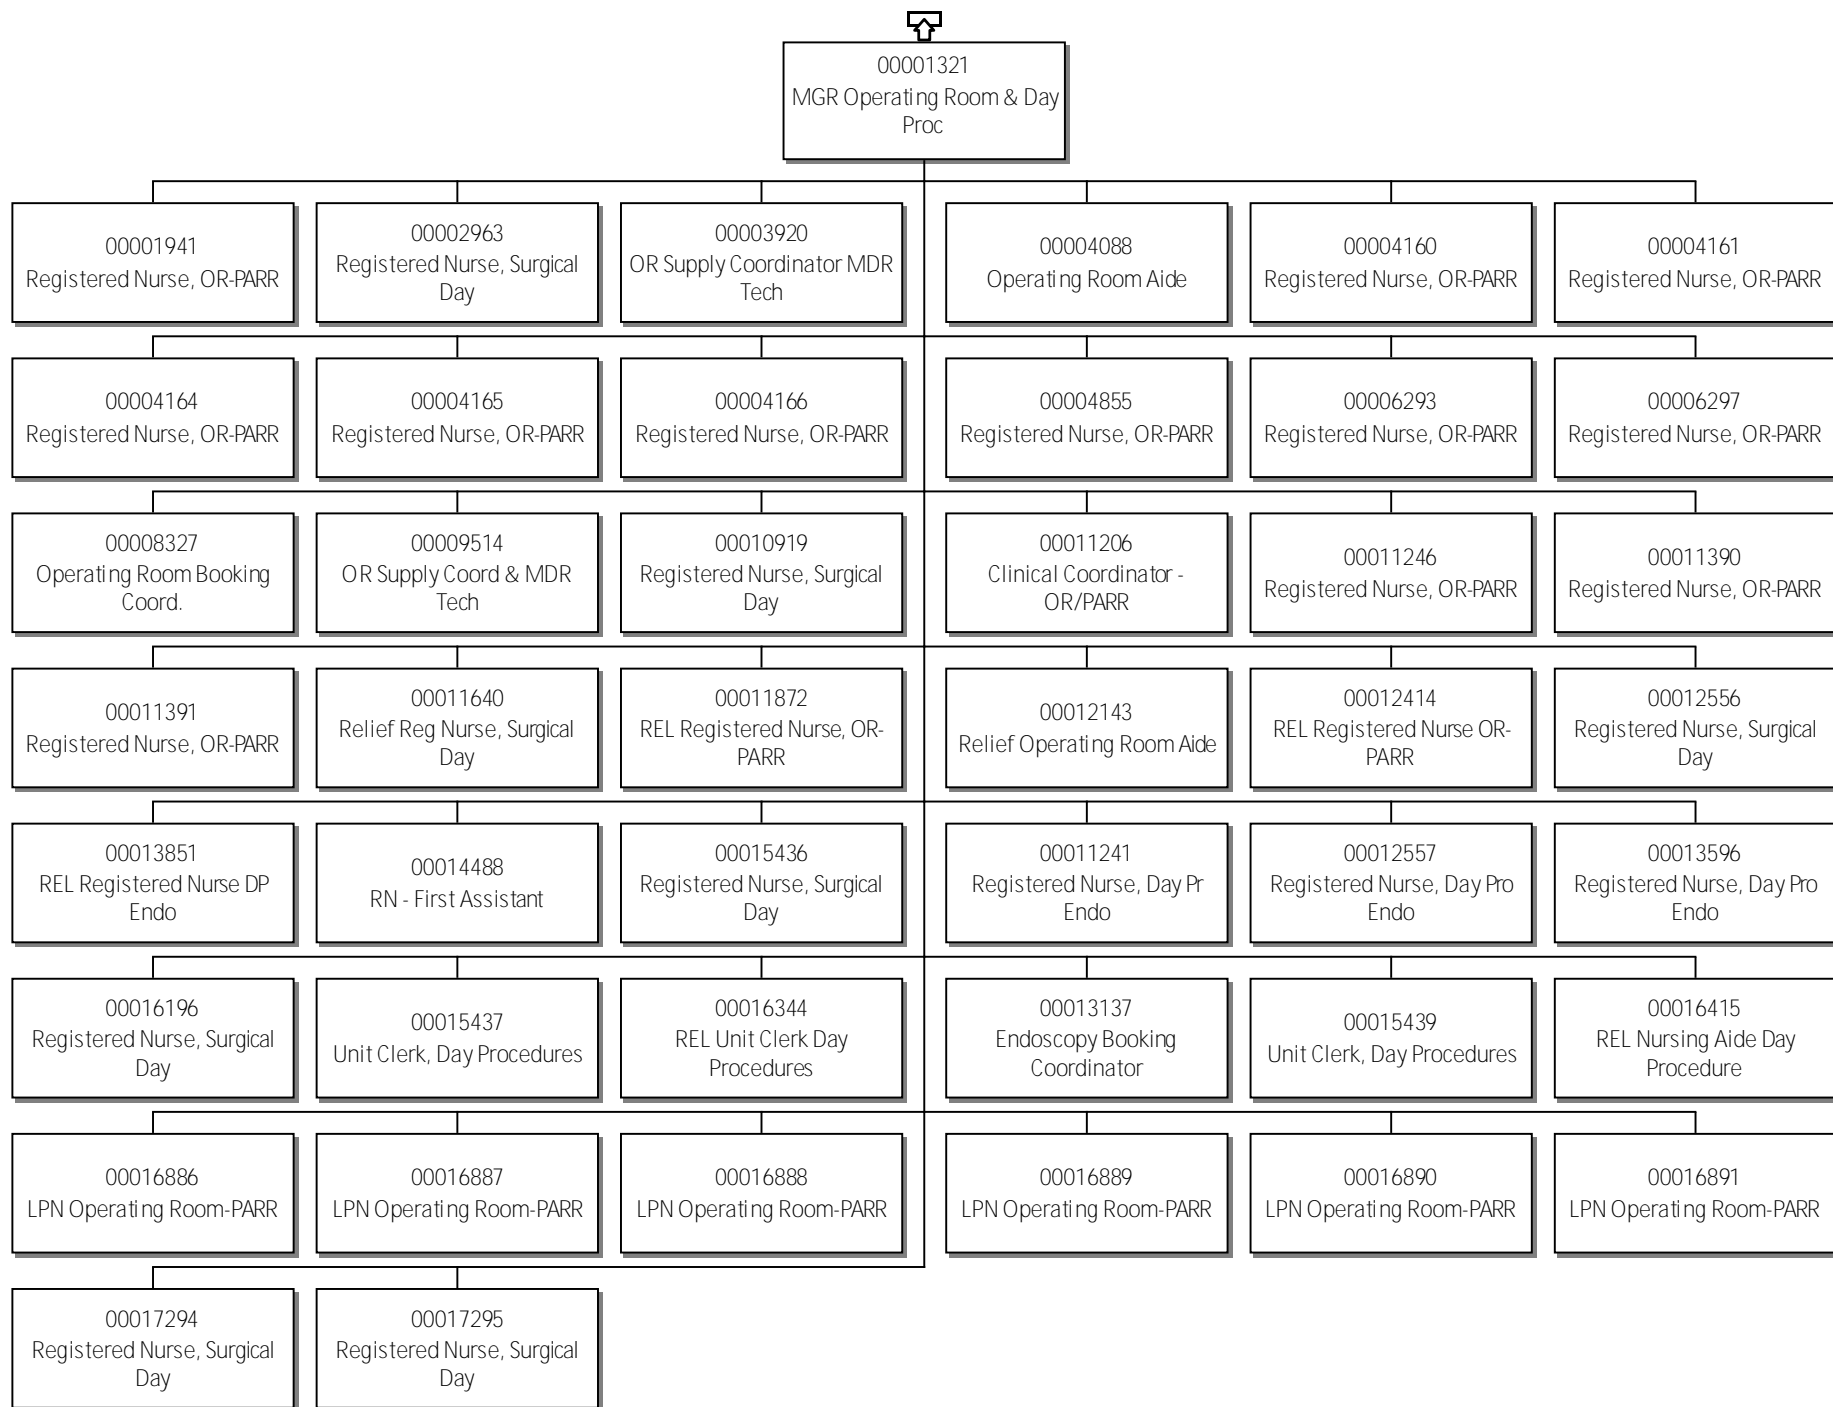 00001321
MGR Operating Room & Day
Proc
00001941
Registered Nurse, OR-PARR
00002963
Registered Nurse, Surgical
Day
00003920
OR Supply Coordinator MDR
Tech
00004088
Operating Room Aide
00004160
Registered Nurse, OR-PARR
00004161
Registered Nurse, OR-PARR
00004164
Registered Nurse, OR-PARR
00004165
Registered Nurse, OR-PARR
00004166
Registered Nurse, OR-PARR
00004855
Registered Nurse, OR-PARR
00006293
Registered Nurse, OR-PARR
00006297
Registered Nurse, OR-PARR
00008327
Operating Room Booking
Coord.
00009514
OR Supply Coord & MDR
Tech
00010919
Registered Nurse, Surgical
Day
00011206
Clinical Coordinator -
OR/PARR
00011246
Registered Nurse, OR-PARR
00011390
Registered Nurse, OR-PARR
00011391
Registered Nurse, OR-PARR
00011640
Relief Reg Nurse, Surgical
Day
00011872
REL Registered Nurse, OR-
PARR
00012143
Relief Operating Room Aide
00012414
REL Registered Nurse OR-
PARR
00012556
Registered Nurse, Surgical
Day
00013851
REL Registered Nurse DP
Endo
00014488
RN - First Assistant
00015436
Registered Nurse, Surgical
Day
00011241
Registered Nurse, Day Pr
Endo
00012557
Registered Nurse, Day Pro
Endo
00013596
Registered Nurse, Day Pro
Endo
00016196
Registered Nurse, Surgical
Day
00015437
Unit Clerk, Day Procedures
00016344
REL Unit Clerk Day
Procedures
00013137
Endoscopy Booking
Coordinator
00015439
Unit Clerk, Day Procedures
00016415
REL Nursing Aide Day
Procedure
00016886
LPN Operating Room-PARR
00016887
LPN Operating Room-PARR
00016888
LPN Operating Room-PARR
00016889
LPN Operating Room-PARR
00016890
LPN Operating Room-PARR
00016891
LPN Operating Room-PARR
00017294
Registered Nurse, Surgical
Day
00017295
Registered Nurse, Surgical
Day